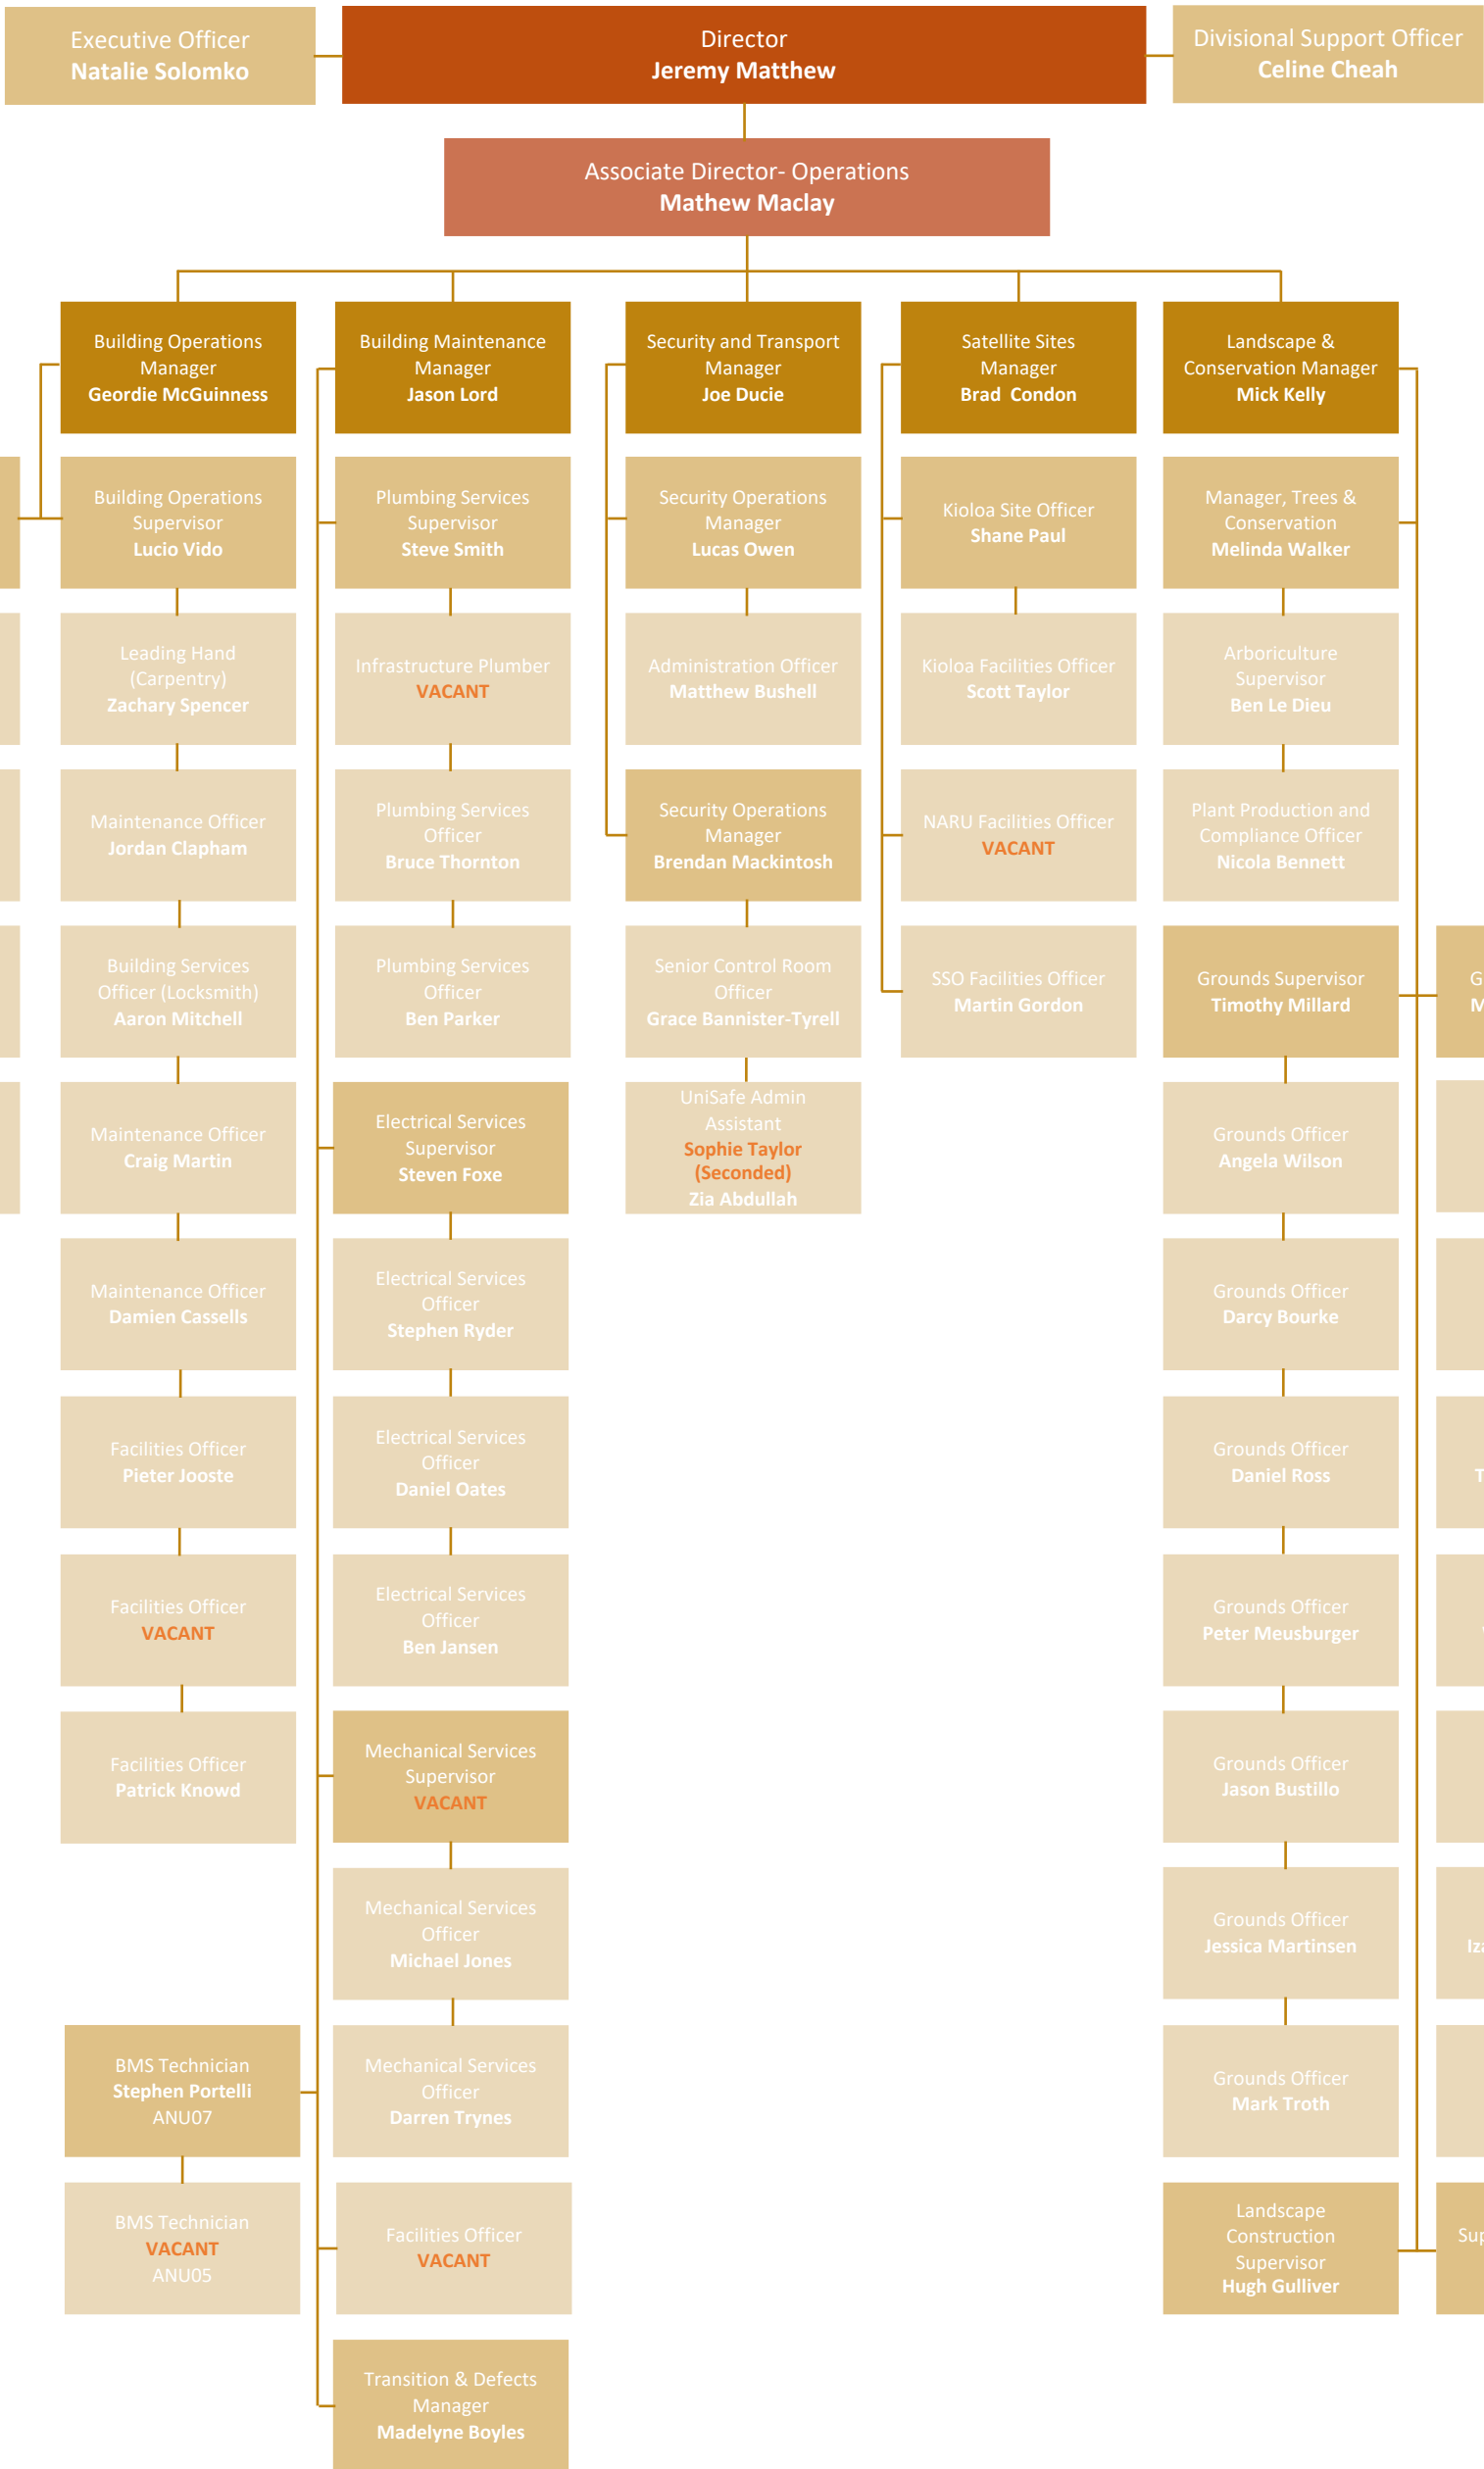 Executive Officer
Natalie Solomko
Director
Jeremy Matthew
Divisional Support Officer
Celine Cheah
Associate Director- Operations
Mathew Maclay
Building Operations
Manager
Geordie McGuinness
Building Maintenance
Manager
Jason Lord
Security and Transport
Manager
Joe Ducie
Satellite Sites
Manager
Brad Condon
Landscape &
Conservation Manager
Mick Kelly
Building Operations
Supervisor
Lucio Vido
Plumbing Services
Supervisor
Steve Smith
Security Operations
Manager
Lucas Owen
Kioloa Site Officer
Shane Paul
Manager, Trees &
Conservation
Melinda Walker
Leading Hand
(Carpentry)
Zachary Spencer
Infrastructure Plumber
VACANT
Administration Officer
Matthew Bushell
Kioloa Facilities Officer
Scott Taylor
Arboriculture
Supervisor
Ben Le Dieu
Maintenance Officer
Jordan Clapham
Plumbing Services
Officer
Bruce Thornton
Security Operations
Manager
Brendan Mackintosh
NARU Facilities Officer
VACANT
Plant Production and
Compliance Officer
Nicola Bennett
Building Services
Officer (Locksmith)
Aaron Mitchell
Plumbing Services
Officer
Ben Parker
Senior Control Room
Officer
Grace Bannister-Tyrell
SSO Facilities Officer
Martin Gordon
Grounds Supervisor
Timothy Millard
Maintenance Officer
Craig Martin
Electrical Services
Supervisor
Steven Foxe
UniSafe Admin
Assistant
Sophie Taylor
(Seconded)
Zia Abdullah
Grounds Officer
Angela Wilson
Maintenance Officer
Damien Cassells
Electrical Services
Officer
Stephen Ryder
Grounds Officer
Darcy Bourke
Facilities Officer
Pieter Jooste
Electrical Services
Officer
Daniel Oates
Grounds Officer
Daniel Ross
Facilities Officer
VACANT
Electrical Services
Officer
Ben Jansen
Grounds Officer
Peter Meusburger
Facilities Officer
Patrick Knowd
Mechanical Services
Supervisor
VACANT
Grounds Officer
Jason Bustillo
Mechanical Services
Officer
Michael Jones
Grounds Officer
Jessica Martinsen
BMS Technician
Stephen Portelli
ANU07
Mechanical Services
Officer
Darren Trynes
Grounds Officer
Mark Troth
BMS Technician
VACANT
ANU05
Facilities Officer
VACANT
Landscape
Construction
Supervisor
Hugh Gulliver
Transition & Defects
Manager
Madelyne Boyles